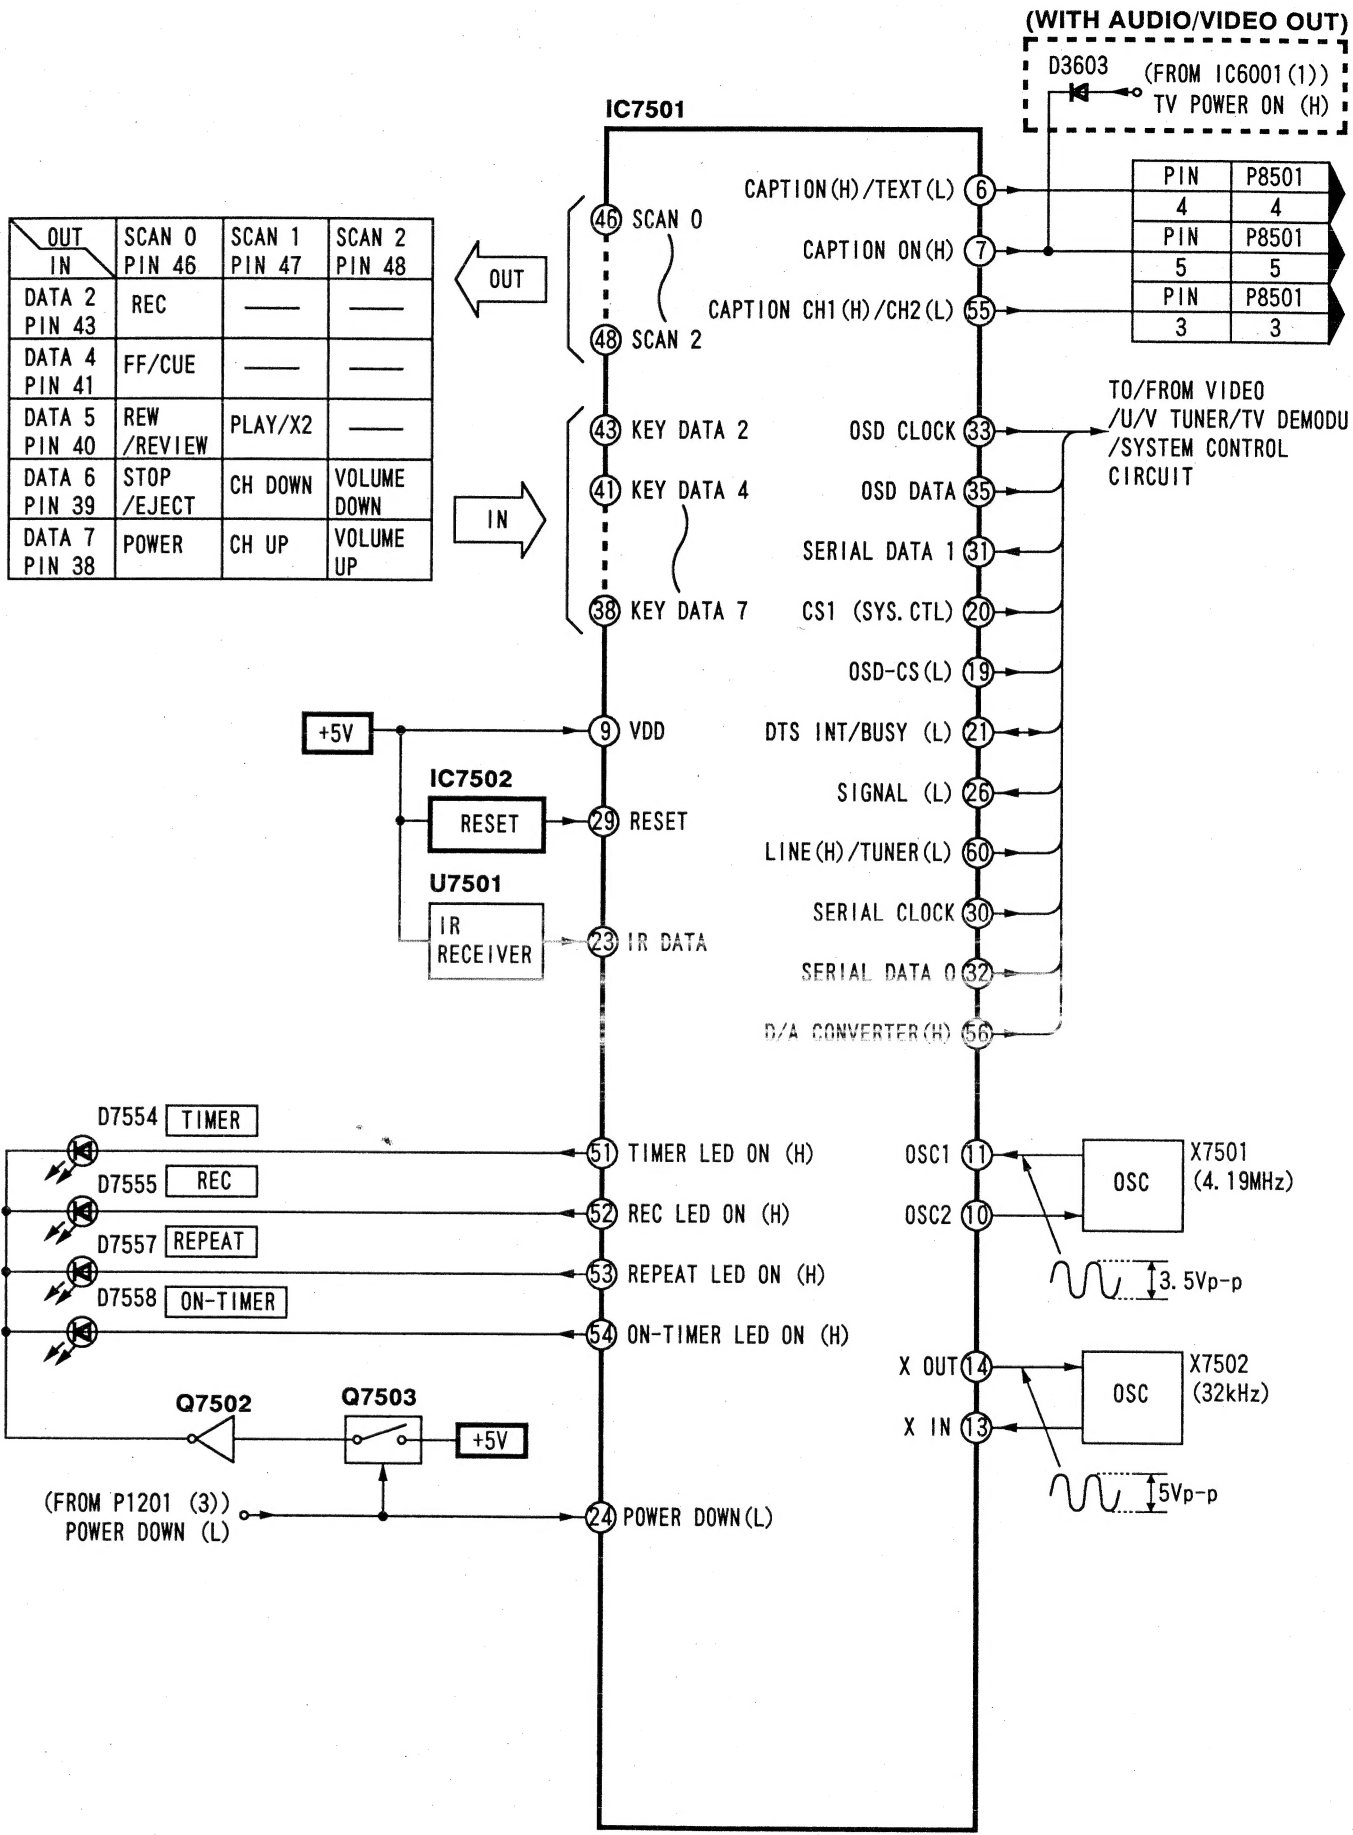 (WITH AUDIO/VIDEO OUT)
D3603
(FROM IC6001(1))
TV POWER ON (H)
IC7501
CAPTION(H)/TEXT(L) 6
PIN P8501
4 4
CAPTION ON(H) 7
PIN P8501
5 5
CAPTION CH1(H)/CH2(L) 55
PIN P8501
3 3
46 SCAN 0
48 SCAN 2
OUT
OUT
IN
SCAN 0
PIN 46
SCAN 1
PIN 47
SCAN 2
PIN 48
DATA 2
PIN 43
REC
DATA 4
PIN 41
FF/CUE
DATA 5
PIN 40
REW
/REVIEW
PLAY/X2
DATA 6
PIN 39
STOP
/EJECT
CH DOWN
VOLUME
DOWN
DATA 7
PIN 38
POWER
CH UP
VOLUME
UP
IN
43 KEY DATA 2
41 KEY DATA 4
38 KEY DATA 7
OSD CLOCK 33
TO/FROM VIDEO
/U/V TUNER/TV DEMODU
/SYSTEM CONTROL
CIRCUIT
OSD DATA 35
SERIAL DATA 1 31
CS1 (SYS.CTL) 20
OSD-CS(L) 19
DTS INT/BUSY (L) 21
SIGNAL (L) 26
LINE(H)/TUNER(L) 60
SERIAL CLOCK 30
SERIAL DATA 0 32
D/A CONVERTER(H) 56
+5V
9 VDD
IC7502
RESET
29 RESET
U7501
IR
RECEIVER
23 IR DATA
D7554 TIMER
51 TIMER LED ON (H)
D7555 REC
52 REC LED ON (H)
D7557 REPEAT
53 REPEAT LED ON (H)
D7558 ON-TIMER
54 ON-TIMER LED ON (H)
Q7502
Q7503
+5V
(FROM P1201 (3))
POWER DOWN (L)
24 POWER DOWN(L)
OSC1 11
OSC2 10
OSC
X7501
(4.19MHz)
3.5Vp-p
X OUT 14
X IN 13
OSC
X7502
(32kHz)
5Vp-p